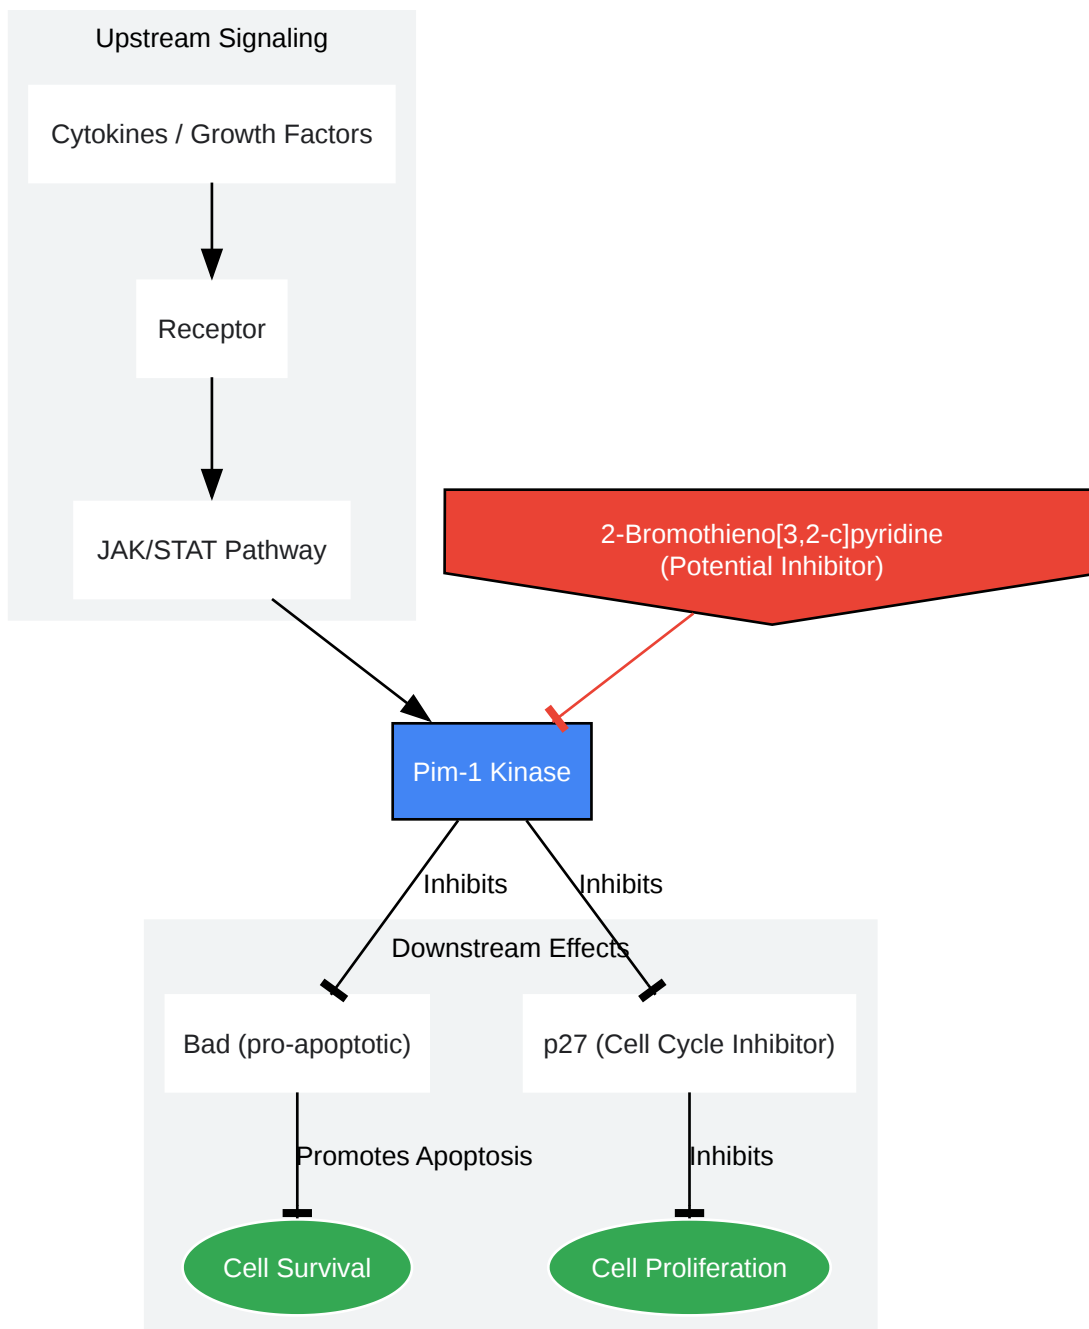 Upstream Signaling
Cytokines / Growth Factors
Receptor
JAK/STAT Pathway
2-Bromothieno[3,2-c]pyridine
(Potential Inhibitor)
Pim-1 Kinase
Inhibits
Inhibits
Downstream Effects
Bad (pro-apoptotic)
p27 (Cell Cycle Inhibitor)
Promotes Apoptosis
Inhibits
Cell Survival
Cell Proliferation